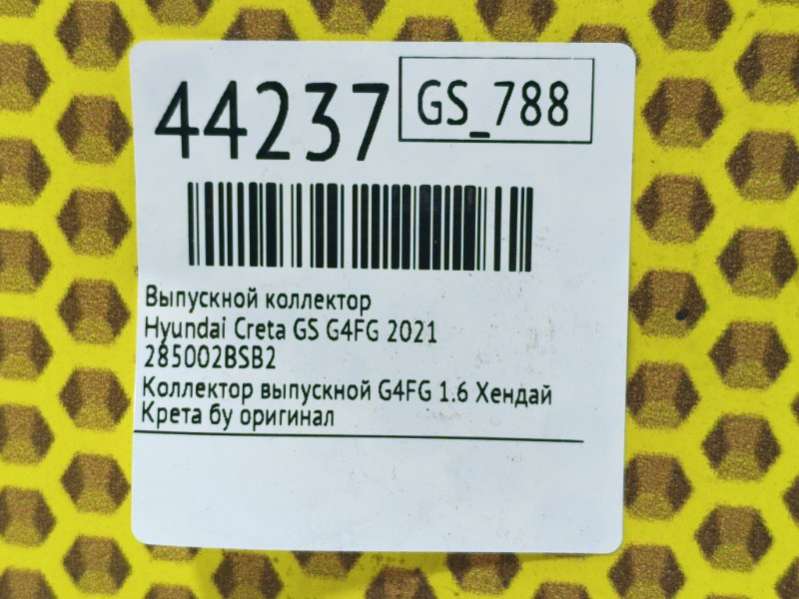 44237
GS_788
Выпускной коллектор
Hyundai Creta GS G4FG 2021
285002BSB2
Коллектор выпускной G4FG 1.6 Хендай
Крета бу оригинал